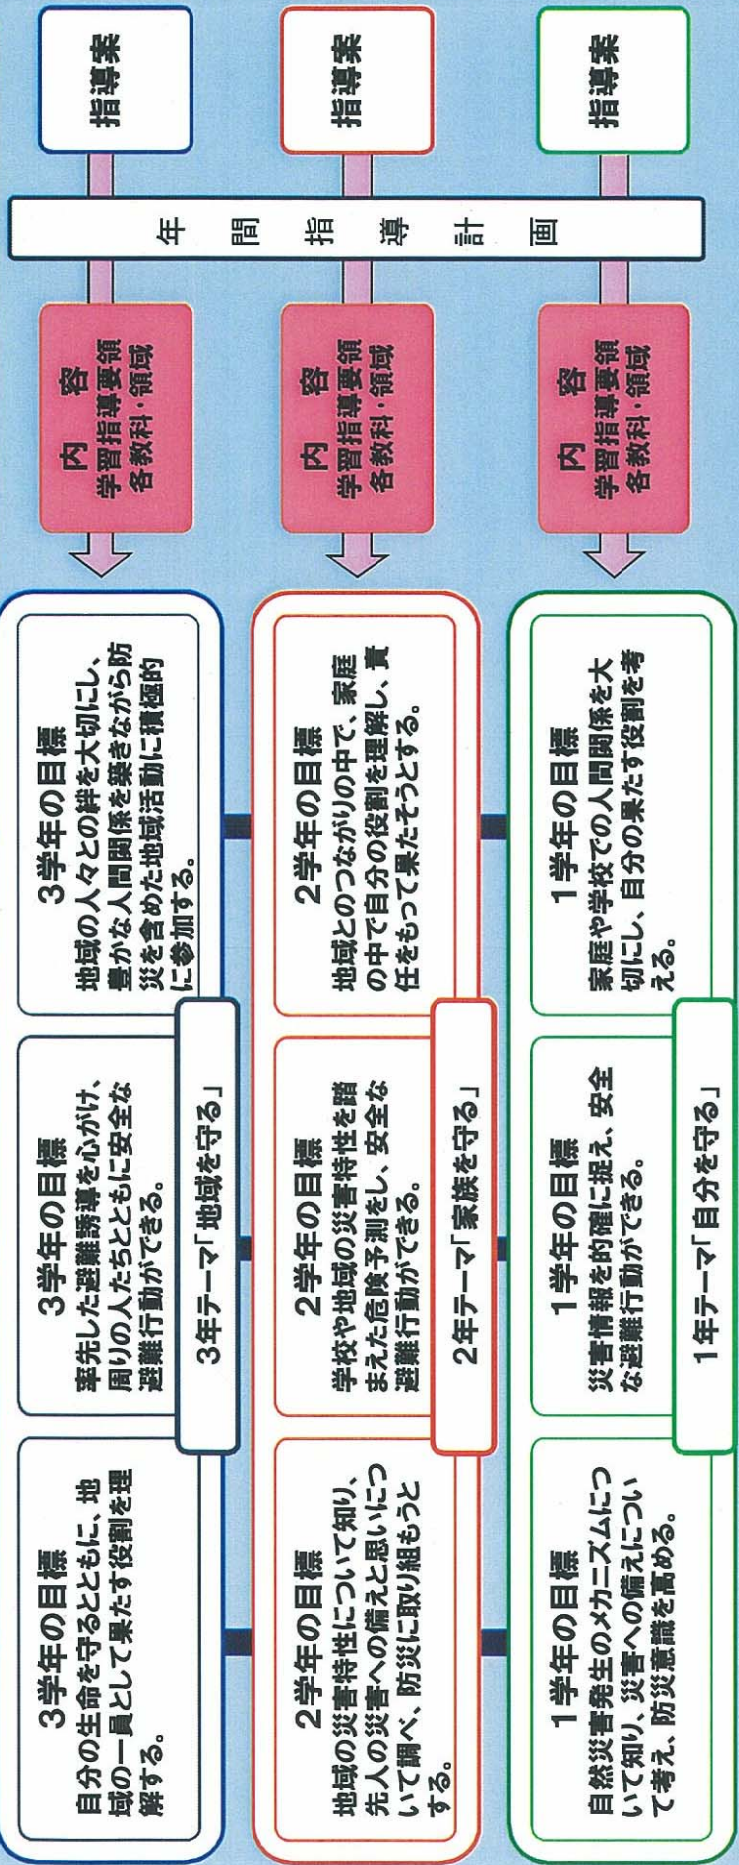 3学年の目標
自分の生命を守るとともに、地
域の一員として果たす役割を理
解する。
3学年の目標
率先した避難誘導を心がけ、
周りの人たちとともに安全な
避難行動ができる。
3学年の目標
地域の人々との絆を大切にし、
豊かな人間関係を築きながら防
災を含めた地域活動に積極的
に参加する。
3年テーマ「地域を守る」
内 容
学習指導要領
各教科・領域
指導案
2学年の目標
地域の災害特性について知り、
先人の災害への備えと思いにつ
いて調べ、防災に取り組もうと
する。
2学年の目標
学校や地域の災害特性を踏
まえた危険予測をし、安全な
避難行動ができる。
2学年の目標
地域とのつながりの中で、家庭
の中で自分の役割を理解し、責
任をもって果たそうとする。
2年テーマ「家族を守る」
内 容
学習指導要領
各教科・領域
指導案
1学年の目標
自然災害発生のメカニズムにつ
いて知り、災害への備えについ
て考え、防災意識を高める。
1学年の目標
災害情報を的確に捉え、安全
な避難行動ができる。
1学年の目標
家庭や学校での人間関係を大
切にし、自分の果たす役割を考
える。
1年テーマ「自分を守る」
内 容
学習指導要領
各教科・領域
指導案
年間指導計画